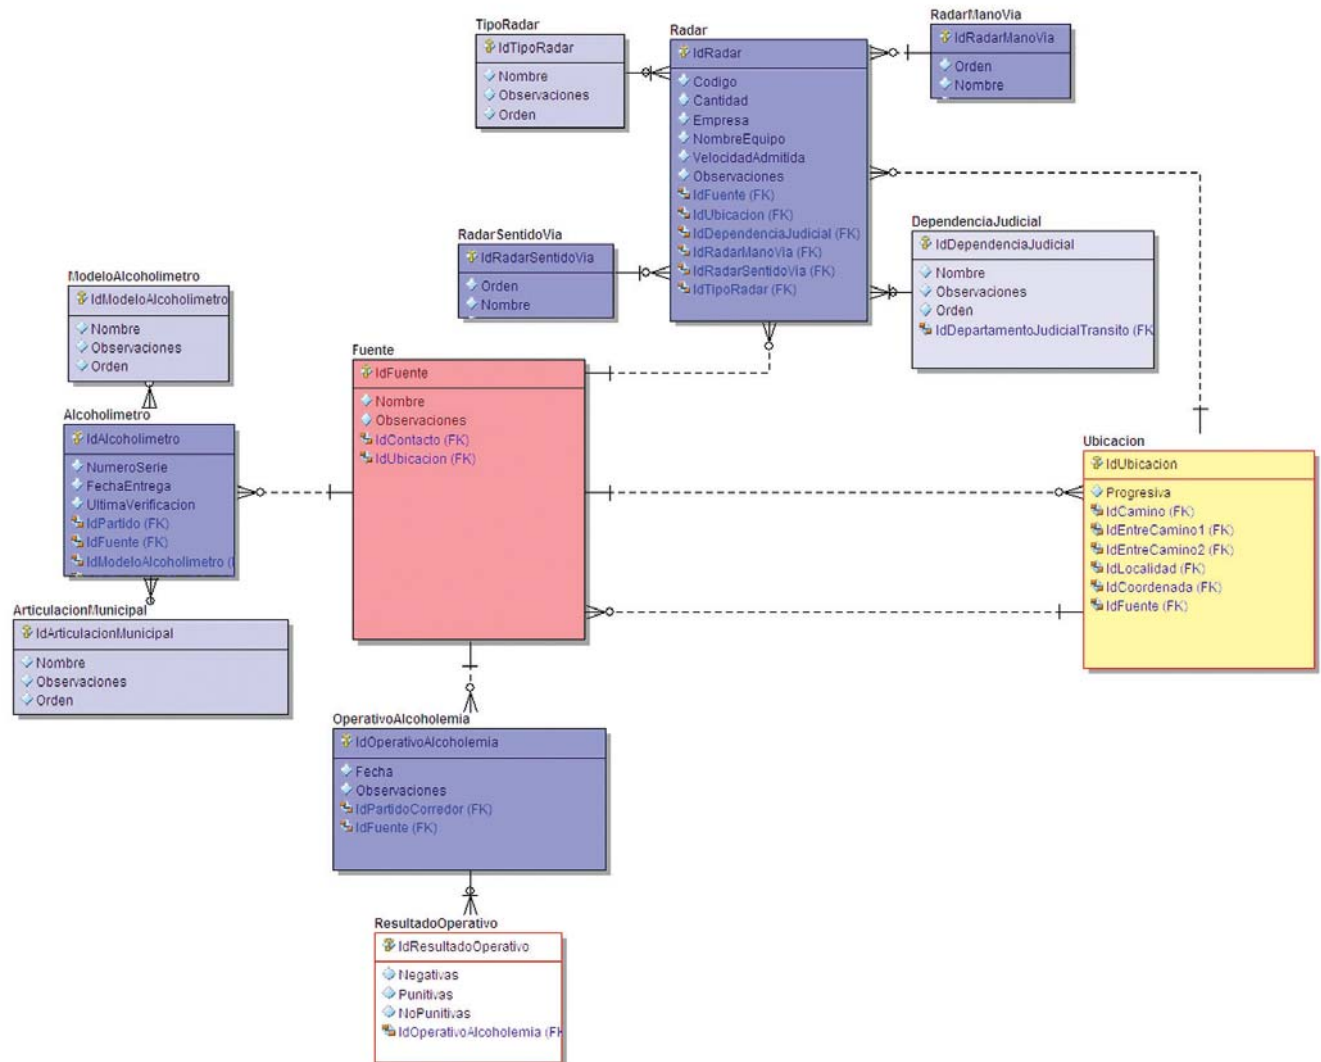 TipoRadar
IdTipoRadar
Nombre
Observaciones
Orden
Radar
IdRadar
Codigo
Cantidad
Empresa
NombreEquipo
VelocidadAdmitida
Observaciones
IdFuente (FK)
IdUbicacion (FK)
IdDependenciaJudicial (FK)
IdRadarManoVia (FK)
IdRadarSentidoVia (FK)
IdTipoRadar (FK)
RadarManoVia
IdRadarManoVia
Orden
Nombre
RadarSentidoVia
IdRadarSentidoVia
Orden
Nombre
DependenciaJudicial
IdDependenciaJudicial
Nombre
Observaciones
Orden
IdDepartamentoJudicialTransito (FK
ModeloAlcoholimetro
IdModeloAlcoholimetro
Nombre
Observaciones
Orden
Fuente
IdFuente
Nombre
Observaciones
IdContacto (FK)
IdUbicacion (FK)
Alcoholimetro
IdAlcoholimetro
NumeroSerie
FechaEntrega
UltimaVerificacion
IdPartido (FK)
IdFuente (FK)
IdModeloAlcoholimetro (
Ubicacion
IdUbicacion
Progresiva
IdCamino (FK)
IdEntreCamino1 (FK)
IdEntreCamino2 (FK)
IdLocalidad (FK)
IdCoordenada (FK)
IdFuente (FK)
ArticulacionMunicipal
IdArticulacionMunicipal
Nombre
Observaciones
Orden
OperativoAlcoholemia
IdOperativoAlcoholemia
Fecha
Observaciones
IdPartidoCorredor (FK)
IdFuente (FK)
ResultadoOperativo
IdResultadoOperativo
Negativas
Punitivas
NoPunitivas
IdOperativoAlcoholemia (FK